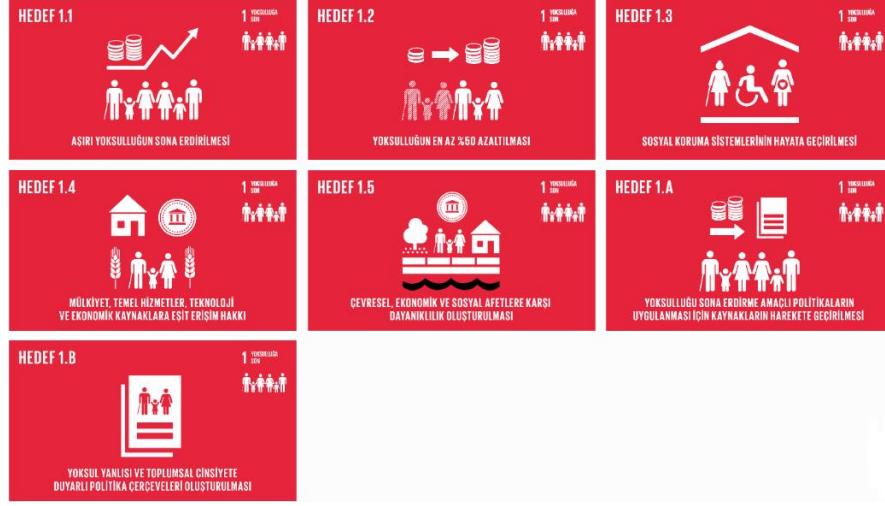 HEDEF 1.1
1 YOKSULLUĞA
SON
AŞIRI YOKSULLUĞUN SONA ERDİRİLMESİ
HEDEF 1.2
1 YOKSULLUĞA
SON
YOKSULLUĞUN EN AZ %50 AZALTILMASI
HEDEF 1.3
1 YOKSULLUĞA
SON
SOSYAL KORUMA SİSTEMLERİNİN HAYATA GEÇİRİLMESİ
HEDEF 1.4
1 YOKSULLUĞA
SON
MÜLKİYET, TEMEL HİZMETLER, TEKNOLOJİ
VE EKONOMİK KAYNAKLARA EŞİT ERİŞİM HAKKI
HEDEF 1.5
1 YOKSULLUĞA
SON
ÇEVRESEL, EKONOMİK VE SOSYAL AFETLERE KARŞI
DAYANIKLILIK OLUŞTURULMASI
HEDEF 1.A
1 YOKSULLUĞA
SON
YOKSULLUĞU SONA ERDİRME AMAÇLI POLİTİKALARIN
UYGULANMASI İÇİN KAYNAKLARIN HAREKETE GEÇİRİLMESİ
HEDEF 1.B
1 YOKSULLUĞA
SON
YOKSUL YANLISI VE TOPLUMSAL CİNSİYETE
DUYARLI POLİTİKA ÇERÇEVELERİ OLUŞTURULMASI